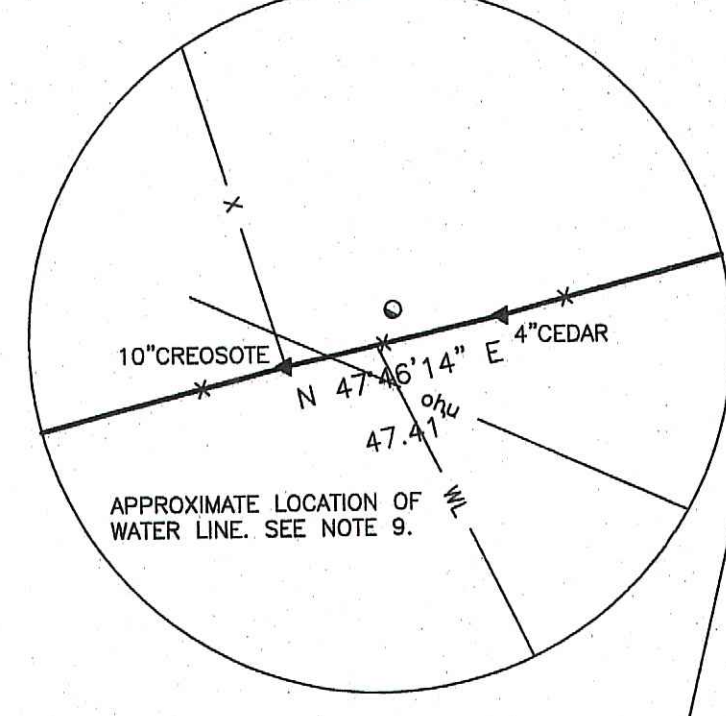 X
10"CREOSOTE
4"CEDAR
N 47°46'14" E
ohu
47.41
WL
APPROXIMATE LOCATION OF
WATER LINE. SEE NOTE 9.